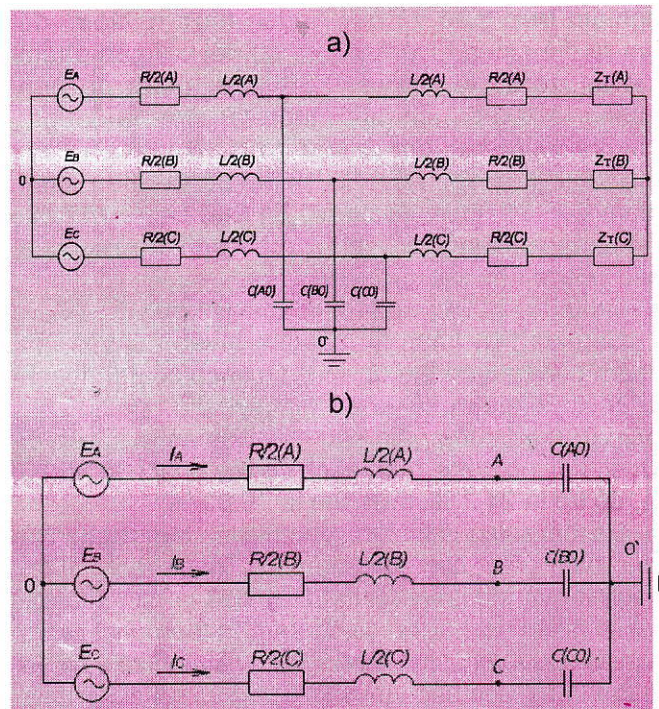 a)
EA R/2(A) L/2(A) L/2(A) R/2(A) ZT(A)
EB R/2(B) L/2(B) L/2(B) R/2(B) ZT(B)
0
EC R/2(C) L/2(C) L/2(C) R/2(C) ZT(C)
C(A0) C(B0) C(C0)
b)
EA IA R/2(A) L/2(A) A C(A0)
EB IB R/2(B) L/2(B) B C(B0) 0'
0
EC IC R/2(C) L/2(C) C C(C0)